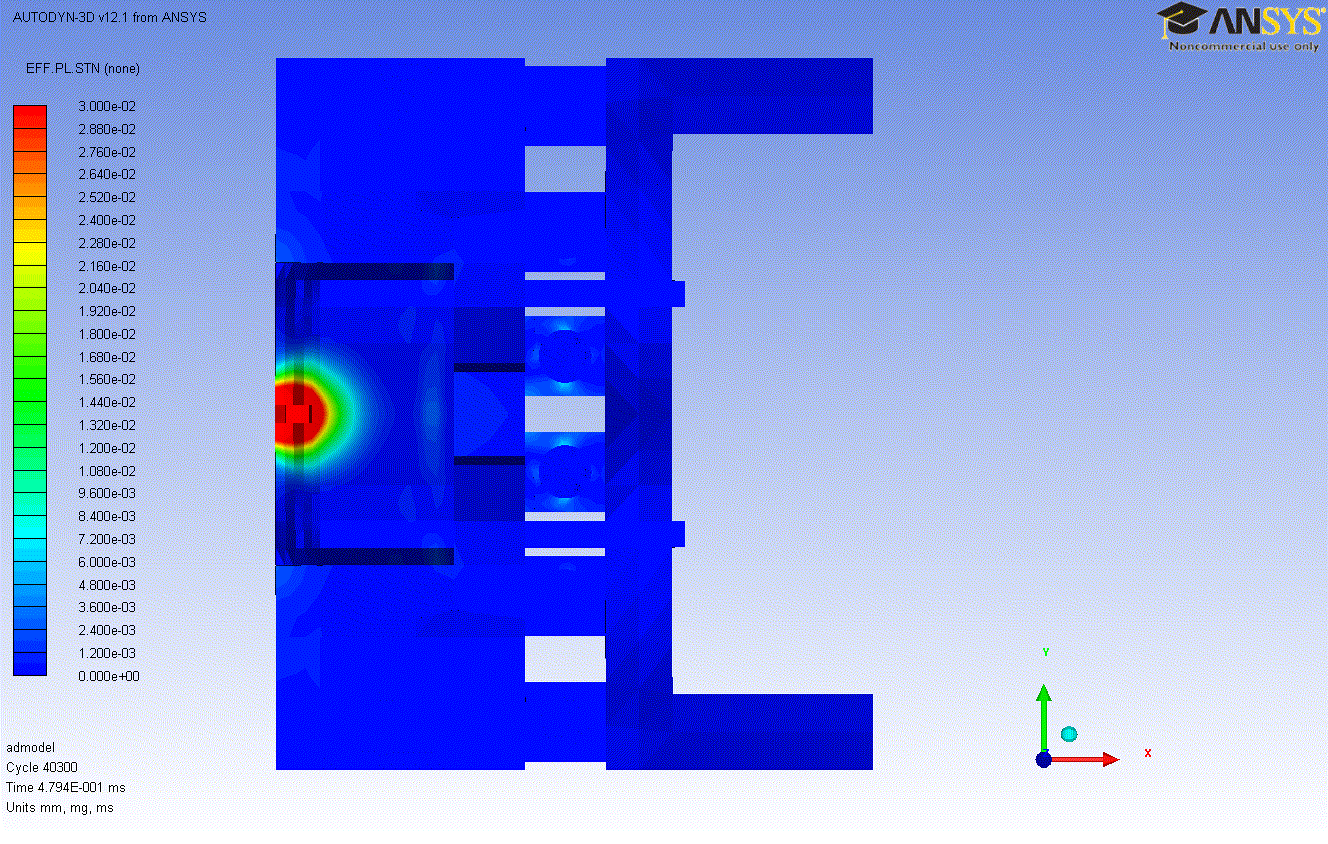 AUTODYN-3D v12.1 from ANSYS
ANSYS
Noncommercial use only
EFF.PL.STN (none)
3.000e-02
2.880e-02
2.760e-02
2.640e-02
2.520e-02
2.400e-02
2.280e-02
2.160e-02
2.040e-02
1.920e-02
1.800e-02
1.680e-02
1.560e-02
1.440e-02
1.320e-02
1.200e-02
1.080e-02
9.600e-03
8.400e-03
7.200e-03
6.000e-03
4.800e-03
3.600e-03
2.400e-03
1.200e-03
0.000e+00
Y
X
admodel
Cycle 40300
Time 4.794E-001 ms
Units mm, mg, ms